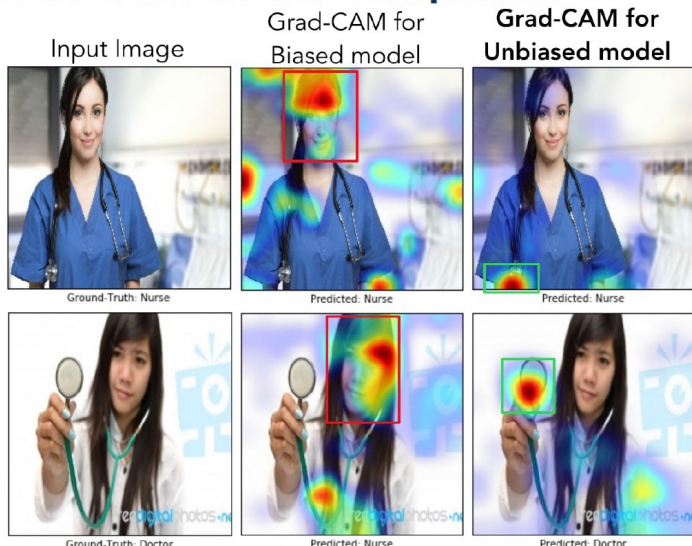 Input Image
Grad-CAM for
Biased model
Grad-CAM for
Unbiased model
Ground-Truth: Nurse
Predicted: Nurse
Predicted: Nurse
Ground-Truth: Doctor
Predicted: Nurse
Predicted: Doctor